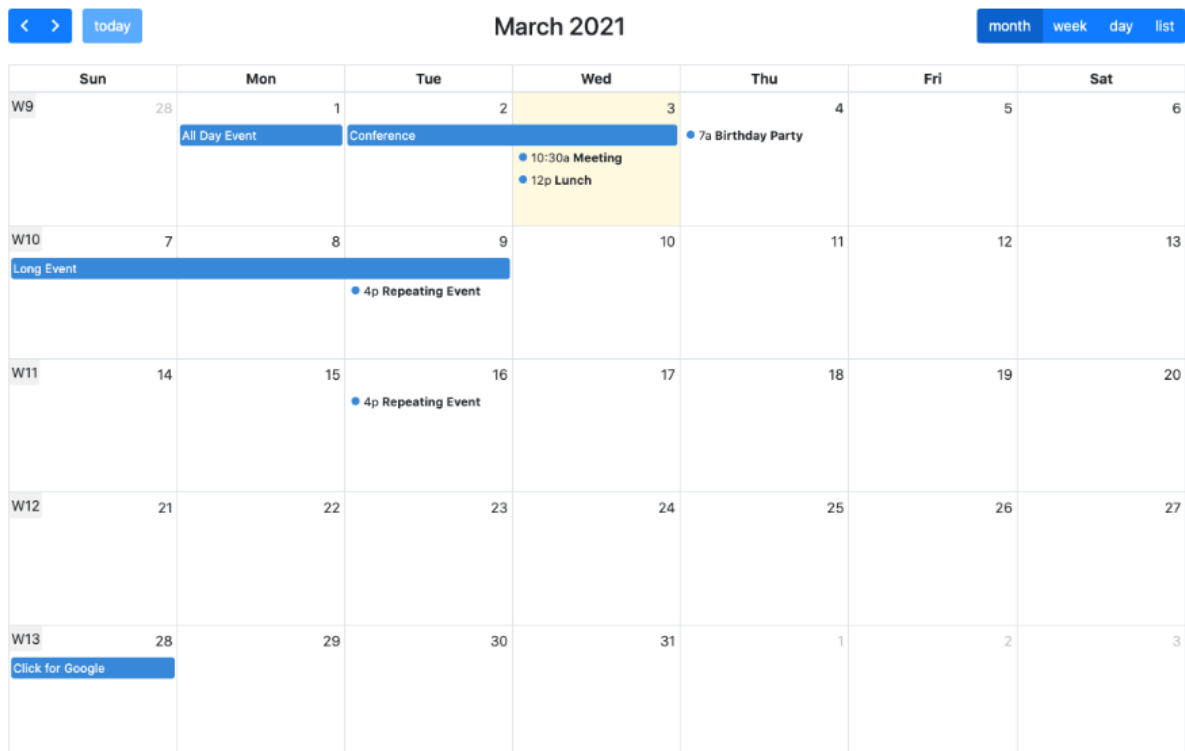 today
March 2021
month week day list
Sun Mon Tue Wed Thu Fri Sat
W9 28 1 2 3 4 5 6
All Day Event Conference 7a Birthday Party
10:30a Meeting
12p Lunch
W10 7 8 9 10 11 12 13
Long Event
4p Repeating Event
W11 14 15 16 17 18 19 20
4p Repeating Event
W12 21 22 23 24 25 26 27
W13 28 29 30 31 1 2 3
Click for Google